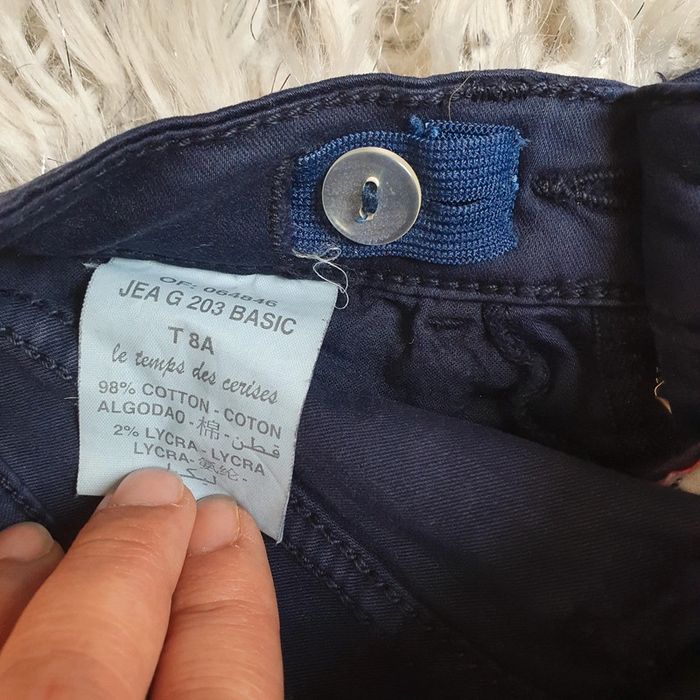 OF: 064846
JEA G 203 BASIC
T 8A
le temps des cerises
98% COTTON - COTON
ALGODAO - 棉 - قطن -
2% LYCRA - LYCRA
LYCRA - 氨纶 -
ليكرا